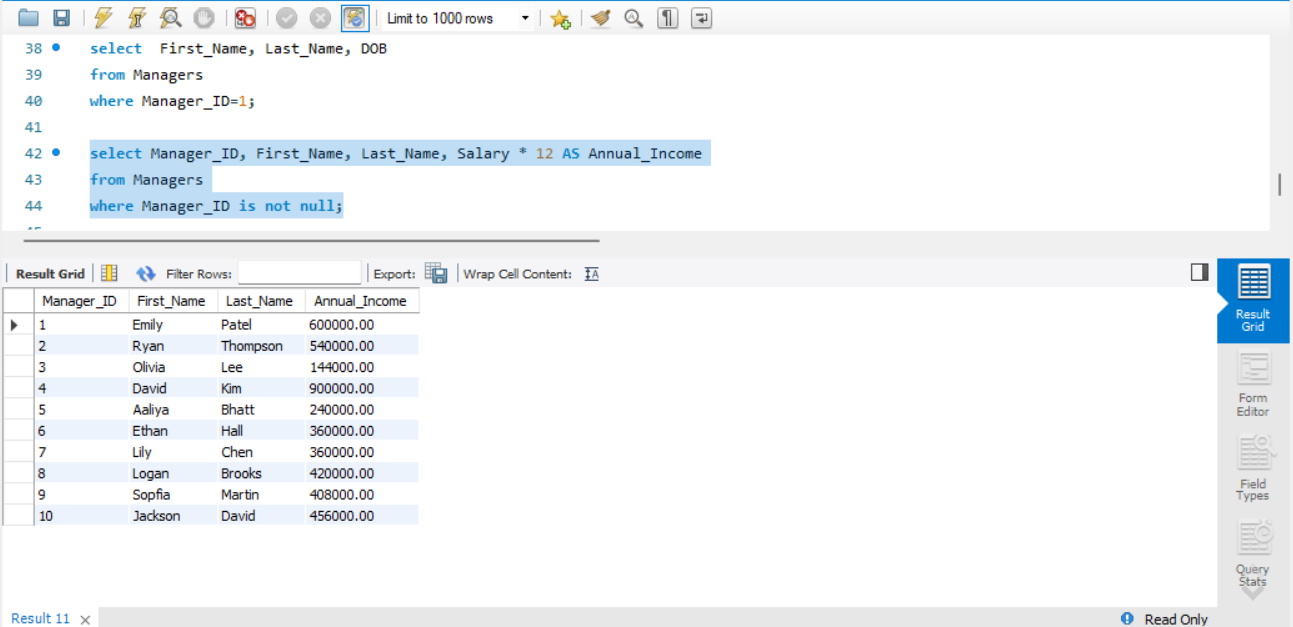 Limit to 1000 rows
38 select First_Name, Last_Name, DOB
39 from Managers
40 where Manager_ID=1;
41
42 select Manager_ID, First_Name, Last_Name, Salary * 12 AS Annual_Income
43 from Managers
44 where Manager_ID is not null;
Result Grid Filter Rows: Export: Wrap Cell Content: IA
Manager_ID First_Name Last_Name Annual_Income
1 Emily Patel 600000.00
2 Ryan Thompson 540000.00
3 Olivia Lee 144000.00
4 David Kim 900000.00
5 Aaliya Bhatt 240000.00
6 Ethan Hall 360000.00
7 Lily Chen 360000.00
8 Logan Brooks 420000.00
9 Sopfia Martin 408000.00
10 Jackson David 456000.00
Result
Grid
Form
Editor
Field
Types
Query
Stats
Result 11 Read Only